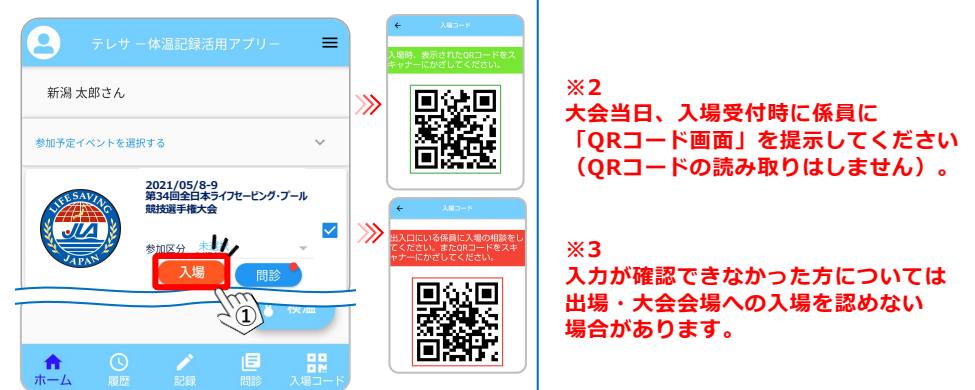 テレサ －体温記録活用アプリ－
新潟 太郎さん
参加予定イベントを選択する
LIFESAVING
JLA
JAPAN
2021/05/8-9
第34回全日本ライフセービング・プール
競技選手権大会
参加区分
入場
問診
①
検温
ホーム
履歴
記録
問診
入場コード
入場コード
入場時、表示されたQRコードをス
キャナーにかざしてください。
入場コード
出入口にいる係員に入場の相談をし
てください。またQRコードをスキ
ャナーにかざしてください。
※2
大会当日、入場受付時に係員に
「QRコード画面」を提示してください
（QRコードの読み取りはしません）。
※3
入力が確認できなかった方については
出場・大会会場への入場を認めない
場合があります。